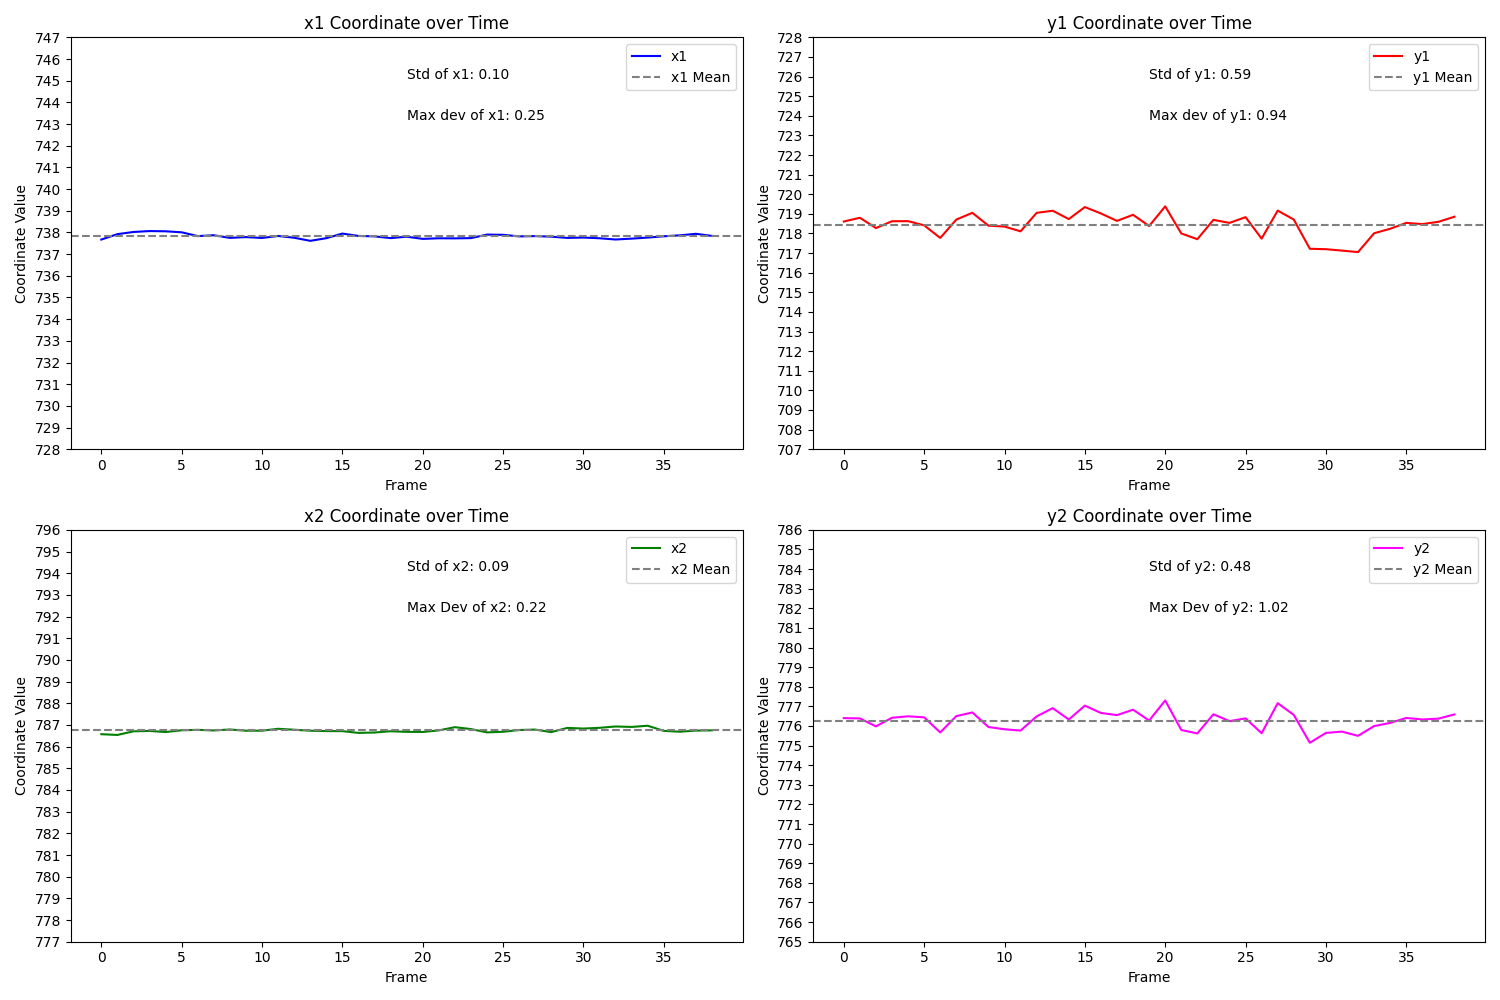 x1 Coordinate over Time
747
746
745
744
743
742
741
740
739
738
737
736
735
734
733
732
731
730
729
728
Coordinate Value
x1
x1 Mean
Std of x1: 0.10
Max dev of x1: 0.25
0 5 10 15 20 25 30 35
Frame
y1 Coordinate over Time
728
727
726
725
724
723
722
721
720
719
718
717
716
715
714
713
712
711
710
709
708
707
Coordinate Value
y1
y1 Mean
Std of y1: 0.59
Max dev of y1: 0.94
0 5 10 15 20 25 30 35
Frame
x2 Coordinate over Time
796
795
794
793
792
791
790
789
788
787
786
785
784
783
782
781
780
779
778
777
Coordinate Value
x2
x2 Mean
Std of x2: 0.09
Max Dev of x2: 0.22
0 5 10 15 20 25 30 35
Frame
y2 Coordinate over Time
786
785
784
783
782
781
780
779
778
777
776
775
774
773
772
771
770
769
768
767
766
765
Coordinate Value
y2
y2 Mean
Std of y2: 0.48
Max Dev of y2: 1.02
0 5 10 15 20 25 30 35
Frame